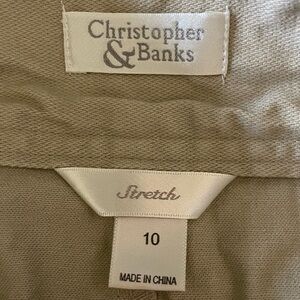 Christopher
& Banks
Stretch
10
MADE IN CHINA